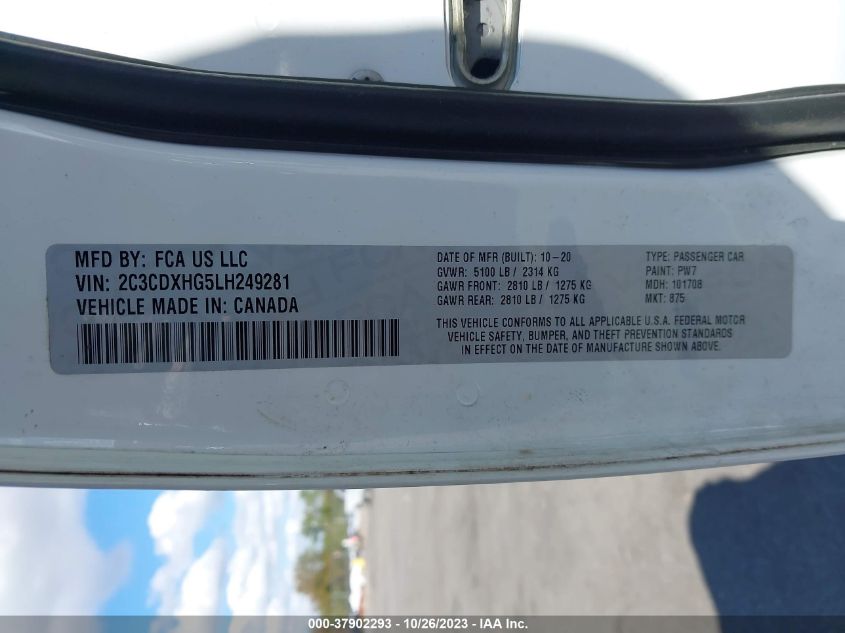 MFD BY: FCA US LLC
VIN: 2C3CDXHG5LH249281
VEHICLE MADE IN: CANADA
DATE OF MFR (BUILT): 10-20
GVWR: 5100 LB / 2314 KG
GAWR FRONT: 2810 LB / 1275 KG
GAWR REAR: 2810 LB / 1275 KG
TYPE: PASSENGER CAR
PAINT: PW7
MDH: 101708
MKT: 875
THIS VEHICLE CONFORMS TO ALL APPLICABLE U.S.A. FEDERAL MOTOR
VEHICLE SAFETY, BUMPER, AND THEFT PREVENTION STANDARDS
IN EFFECT ON THE DATE OF MANUFACTURE SHOWN ABOVE.
000-37902293 - 10/26/2023 - IAA Inc.